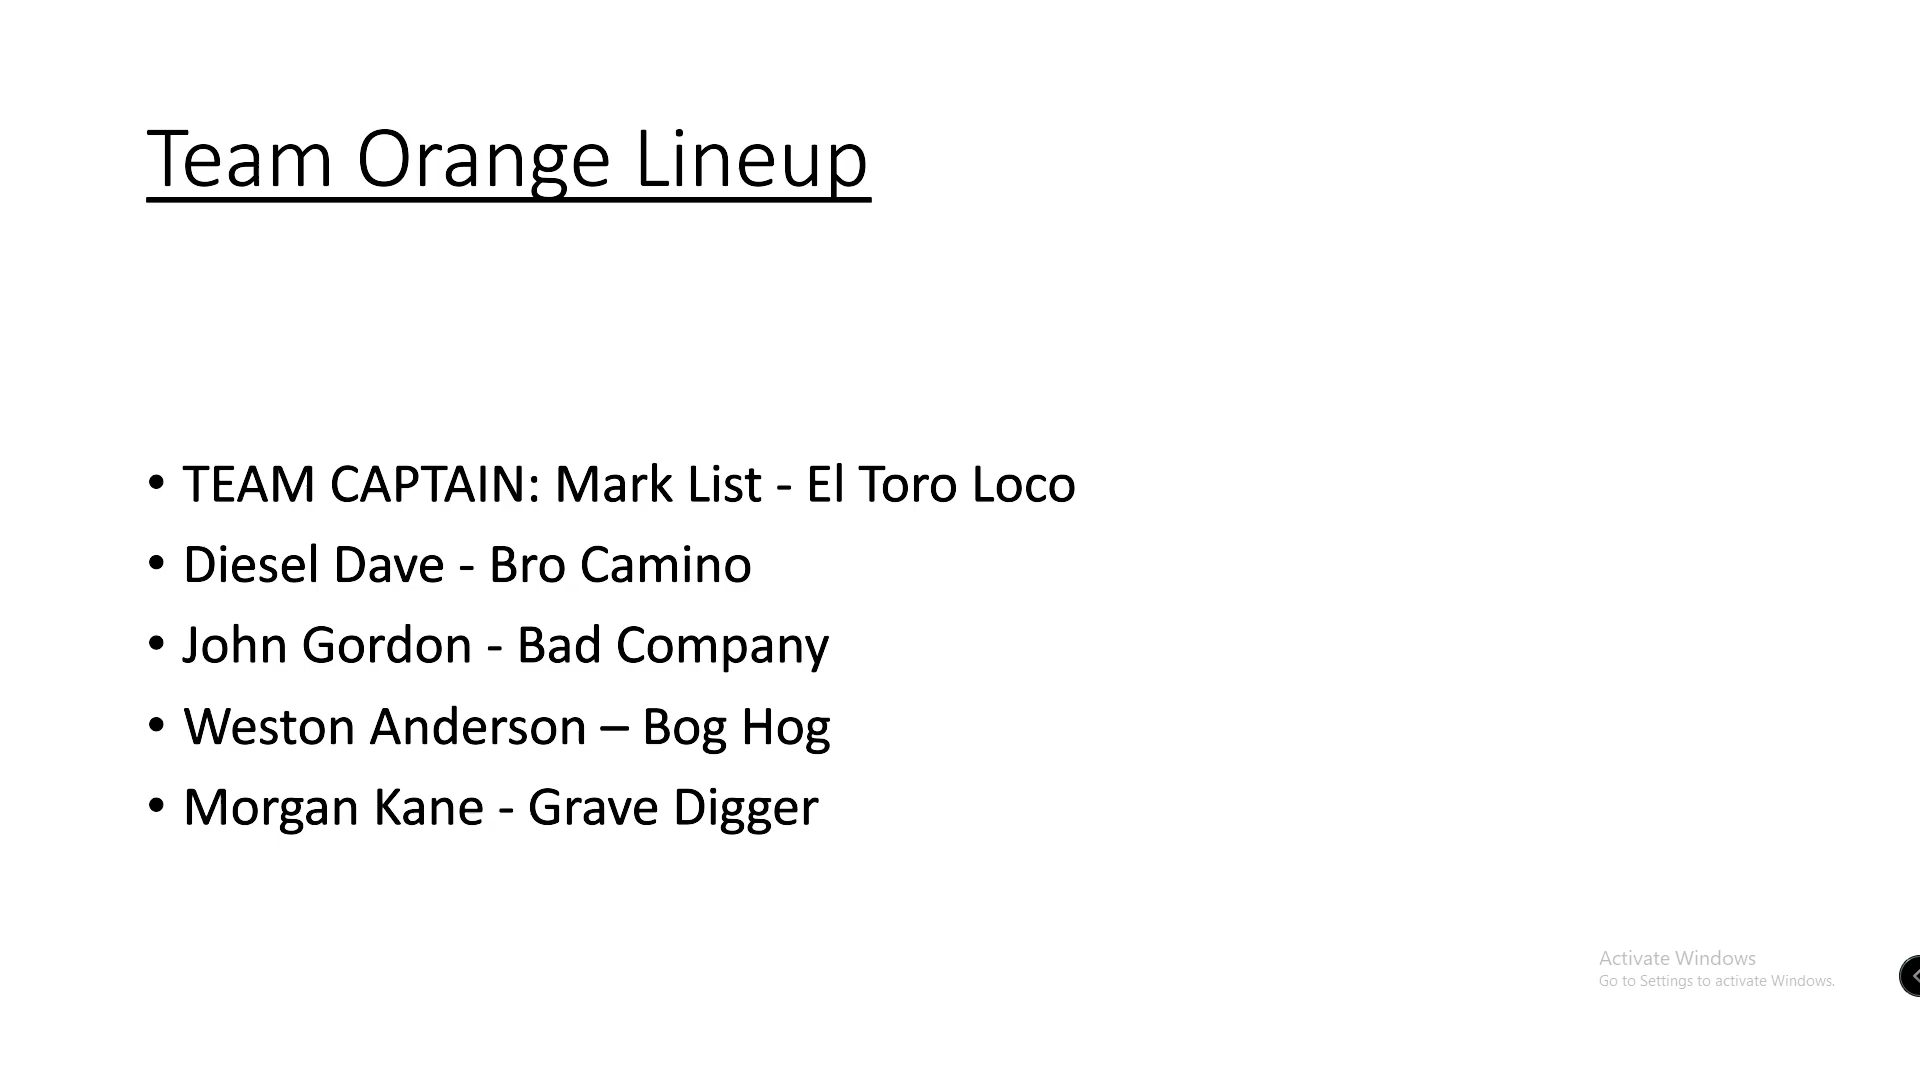 Team Orange Lineup
• TEAM CAPTAIN: Mark List - El Toro Loco
• Diesel Dave - Bro Camino
• John Gordon - Bad Company
• Weston Anderson – Bog Hog
• Morgan Kane - Grave Digger
Activate Windows
Go to Settings to activate Windows.